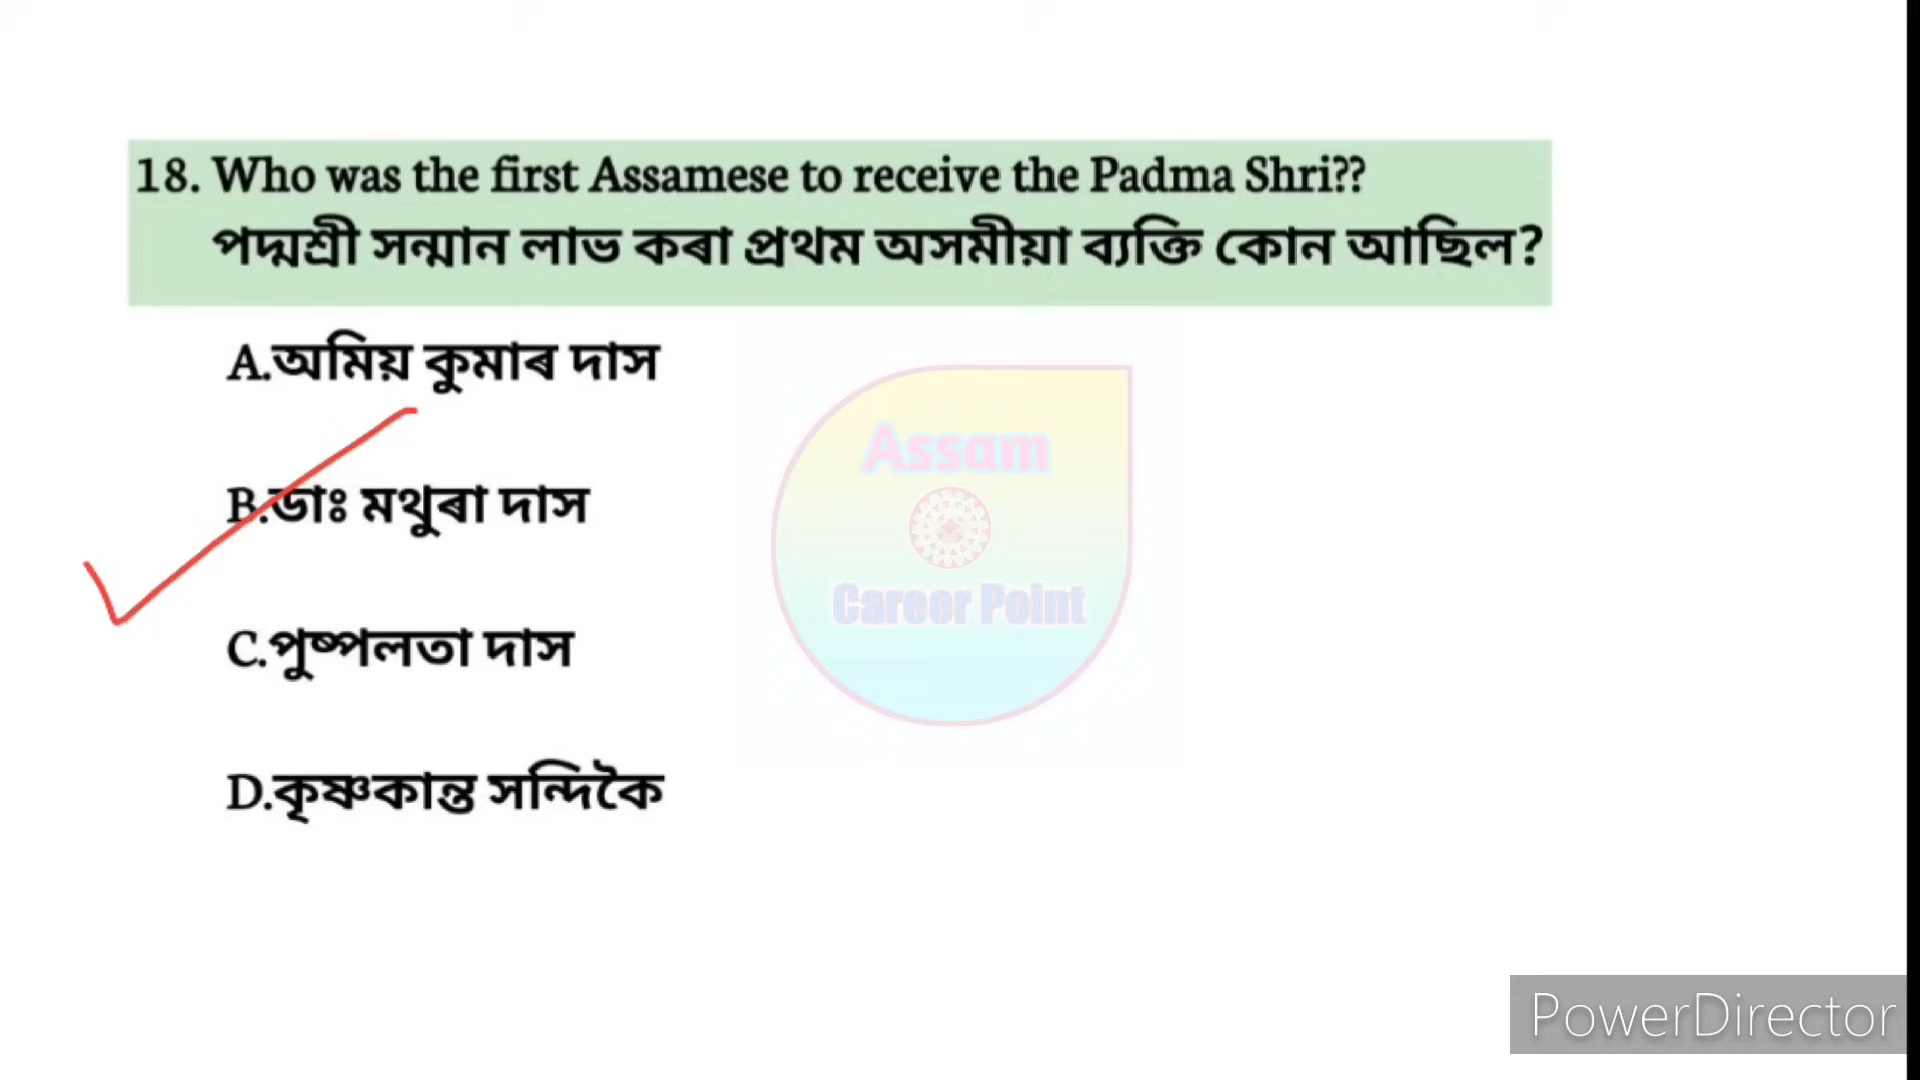 18. Who was the first Assamese to receive the Padma Shri??
পদ্মশ্ৰী সন্মান লাভ কৰা প্ৰথম অসমীয়া ব্যক্তি কোন আছিল?
A.অমিয় কুমাৰ দাস
B.ডাঃ মথুৰা দাস
C.পুষ্পলতা দাস
D.কৃষ্ণকান্ত সন্দিকৈ
Assam
Career Point
PowerDirector